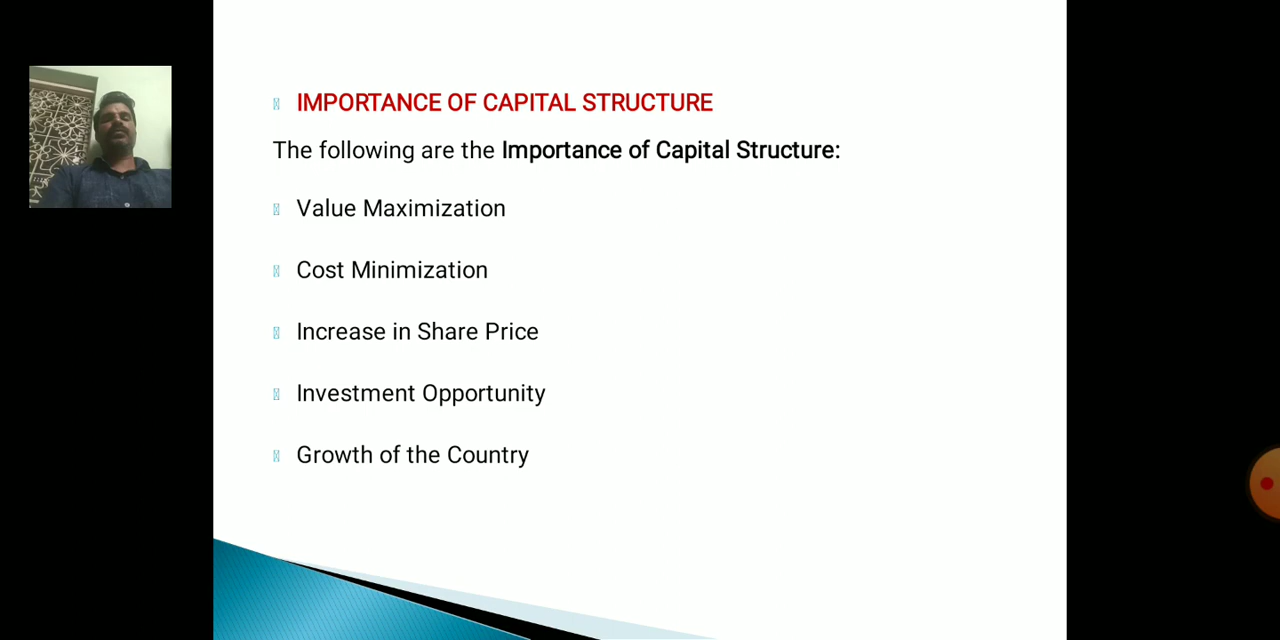 IMPORTANCE OF CAPITAL STRUCTURE
The following are the Importance of Capital Structure:
Value Maximization
Cost Minimization
Increase in Share Price
Investment Opportunity
Growth of the Country